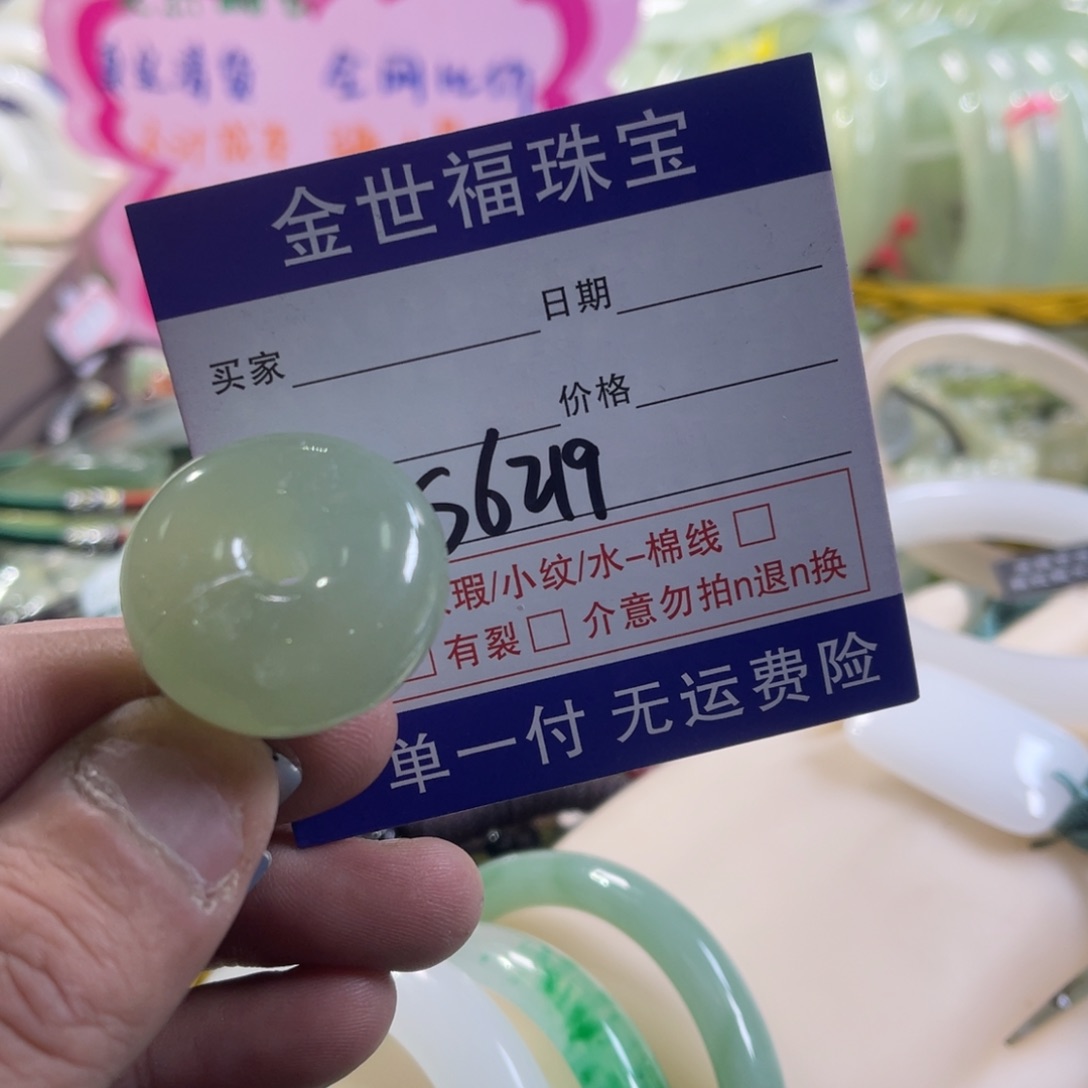 金世福珠宝
日期
买家
价格
5649
瑕/小纹/水-棉线□
有裂□ 介意勿拍n退n换
单一付 无运费险